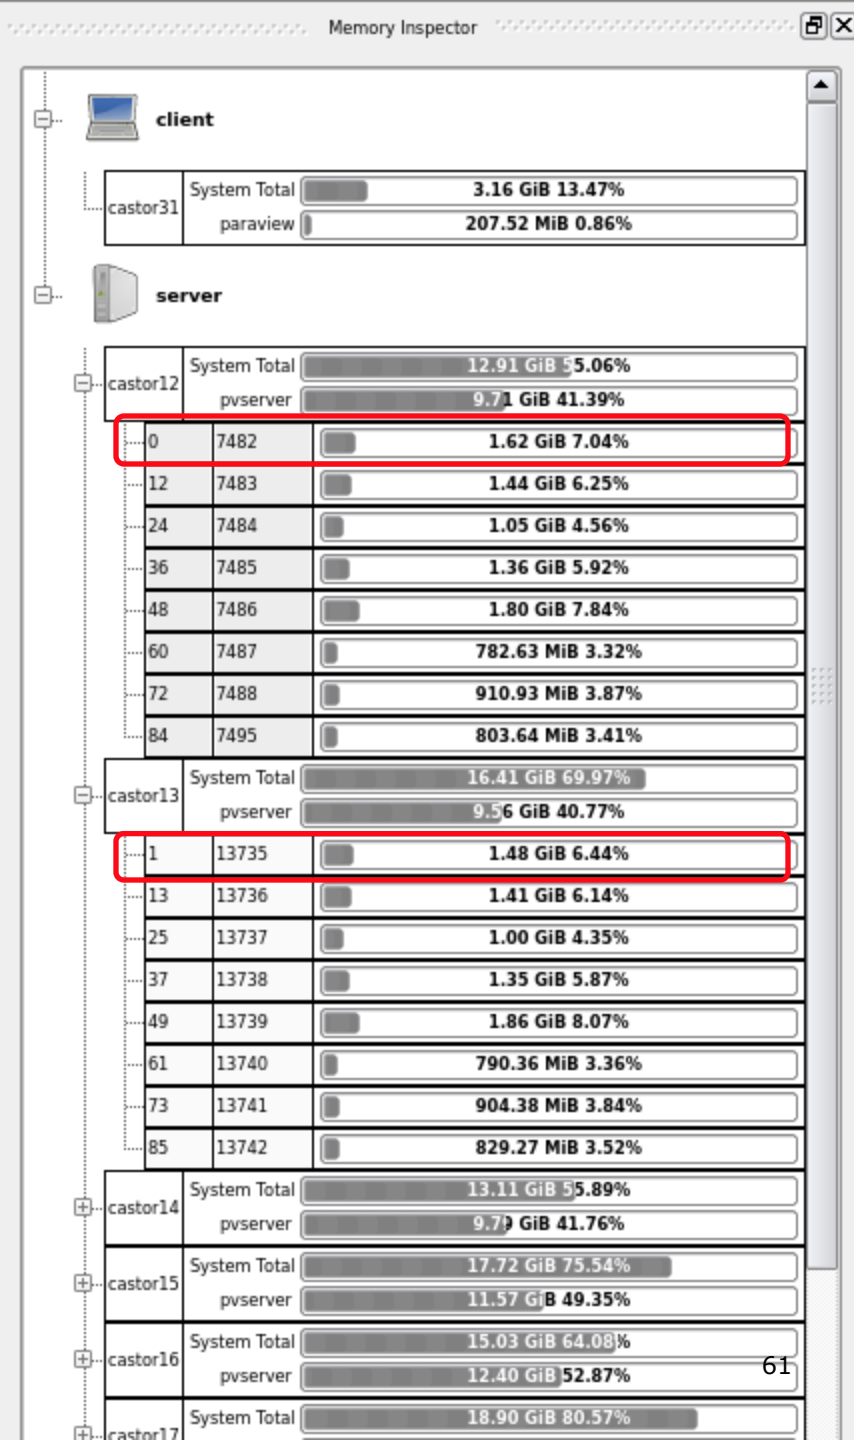 Memory Inspector
client
castor31
System Total 3.16 GiB 13.47%
paraview 207.52 MiB 0.86%
server
castor12
System Total 12.91 GiB 55.06%
pvserver 9.71 GiB 41.39%
0 7482 1.62 GiB 7.04%
12 7483 1.44 GiB 6.25%
24 7484 1.05 GiB 4.56%
36 7485 1.36 GiB 5.92%
48 7486 1.80 GiB 7.84%
60 7487 782.63 MiB 3.32%
72 7488 910.93 MiB 3.87%
84 7495 803.64 MiB 3.41%
castor13
System Total 16.41 GiB 69.97%
pvserver 9.56 GiB 40.77%
1 13735 1.48 GiB 6.44%
13 13736 1.41 GiB 6.14%
25 13737 1.00 GiB 4.35%
37 13738 1.35 GiB 5.87%
49 13739 1.86 GiB 8.07%
61 13740 790.36 MiB 3.36%
73 13741 904.38 MiB 3.84%
85 13742 829.27 MiB 3.52%
castor14
System Total 13.11 GiB 55.89%
pvserver 9.79 GiB 41.76%
castor15
System Total 17.72 GiB 75.54%
pvserver 11.57 GiB 49.35%
castor16
System Total 15.03 GiB 64.08%
pvserver 12.40 GiB 52.87%
61
castor17
System Total 18.90 GiB 80.57%